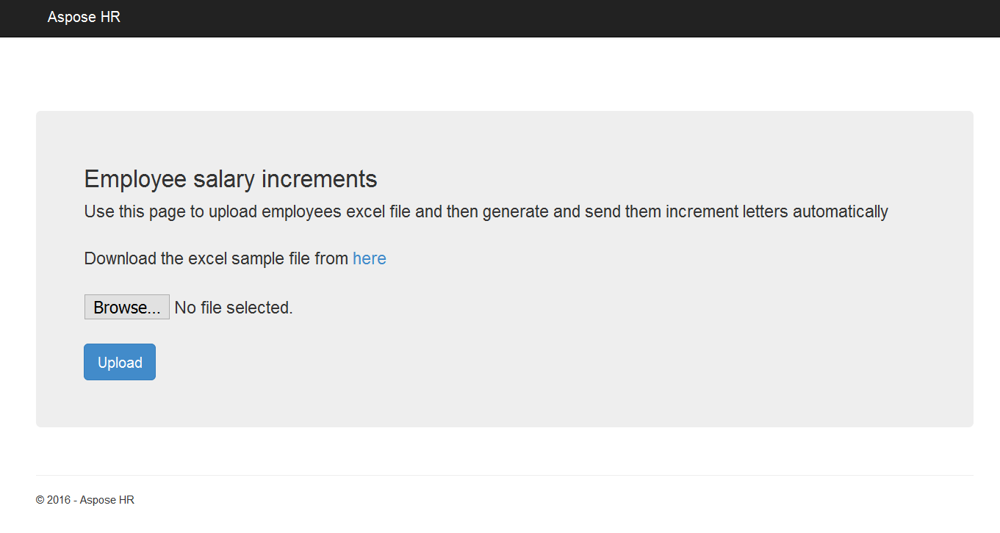 Aspose HR
Employee salary increments
Use this page to upload employees excel file and then generate and send them increment letters automatically
Download the excel sample file from here
Browse... No file selected.
Upload
© 2016 - Aspose HR